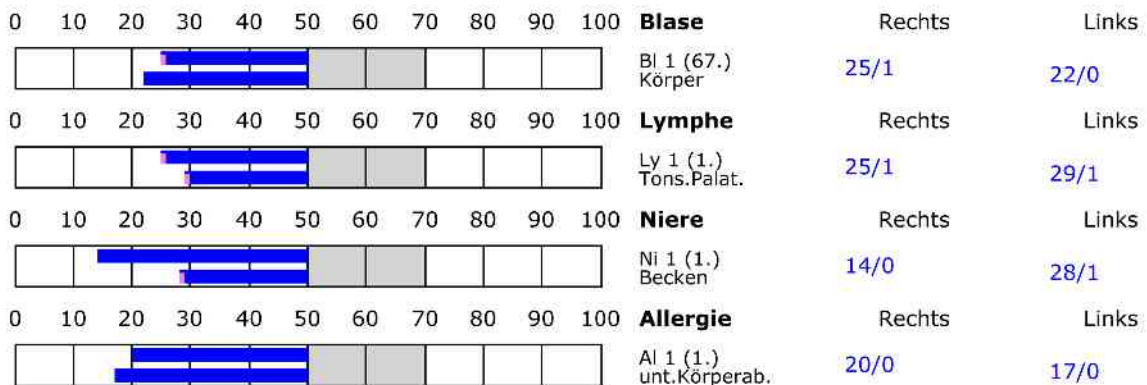 0 10 20 30 40 50 60 70 80 90 100 Blase Rechts Links
Bl 1 (67.) 25/1 22/0
Körper
0 10 20 30 40 50 60 70 80 90 100 Lymphe Rechts Links
Ly 1 (1.) 25/1 29/1
Tons.Palat.
0 10 20 30 40 50 60 70 80 90 100 Niere Rechts Links
Ni 1 (1.) 14/0 28/1
Becken
0 10 20 30 40 50 60 70 80 90 100 Allergie Rechts Links
Al 1 (1.) 20/0 17/0
unt.Körperab.